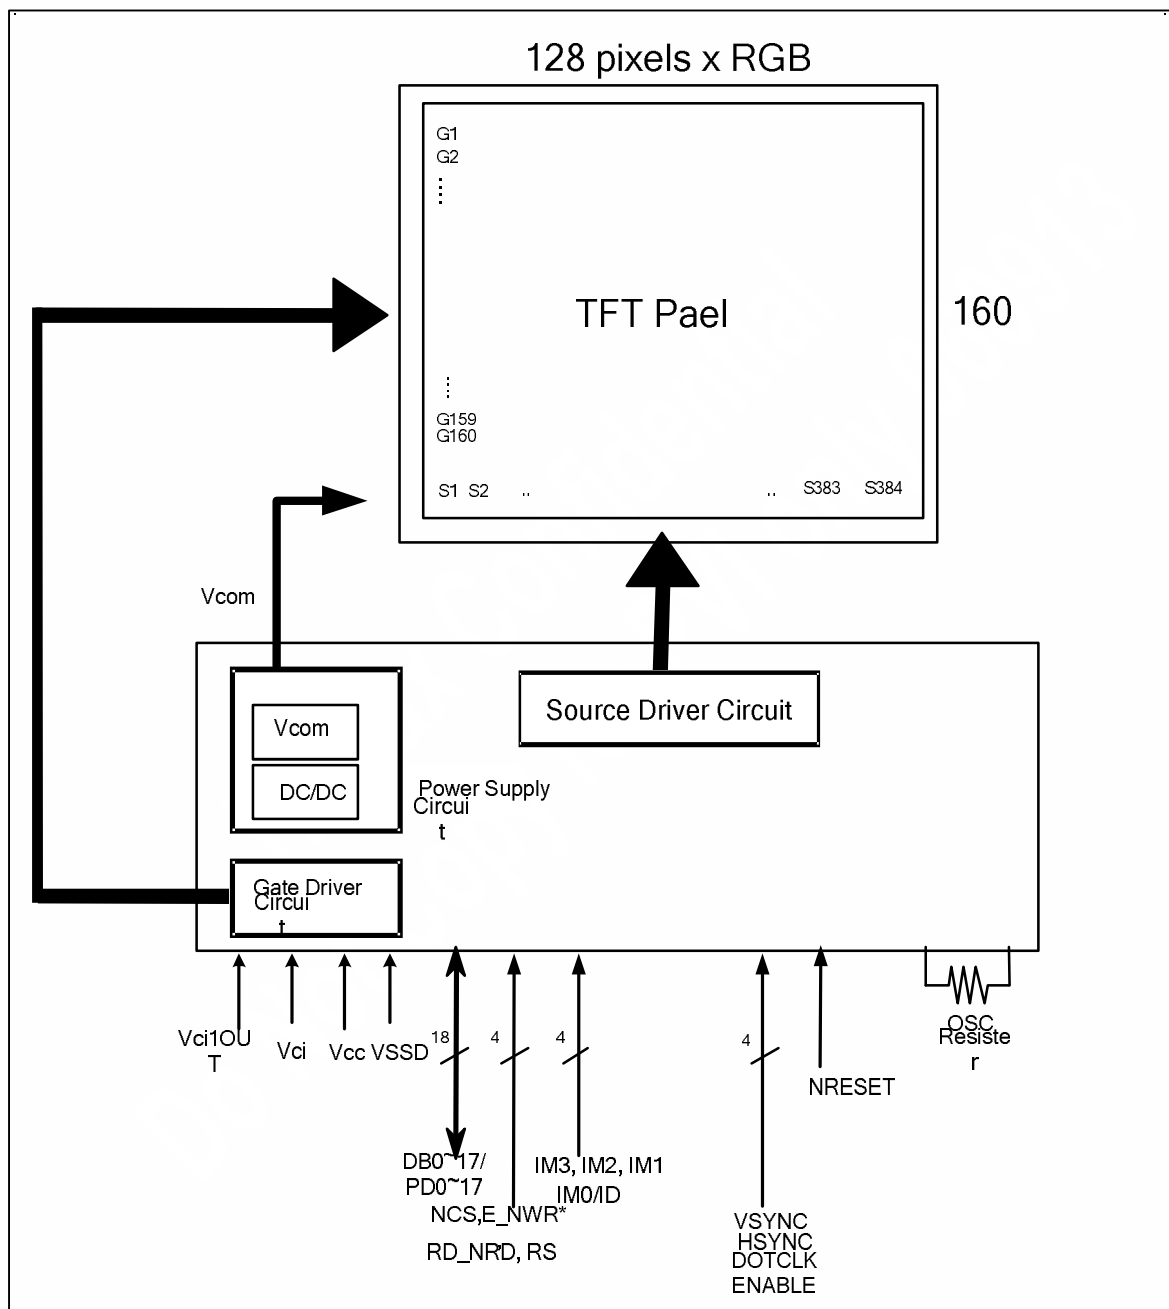 128 pixels x RGB
G1
G2
TFT Pael
160
G159
G160
S1 S2 .. .. S383 S384
Vcom
Source Driver Circuit
Vcom
DC/DC
Power Supply
Circui
t
Gate Driver
Circui
t
Vci1OU
T
Vci
Vcc VSSD
18
4
4
4
OSC
Resiste
r
NRESET
DB0~17/
PD0~17
IM3, IM2, IM1
IM0/ID
NCS,E_NWR*
RD_NRD, RS
VSYNC
HSYNC
DOTCLK
ENABLE